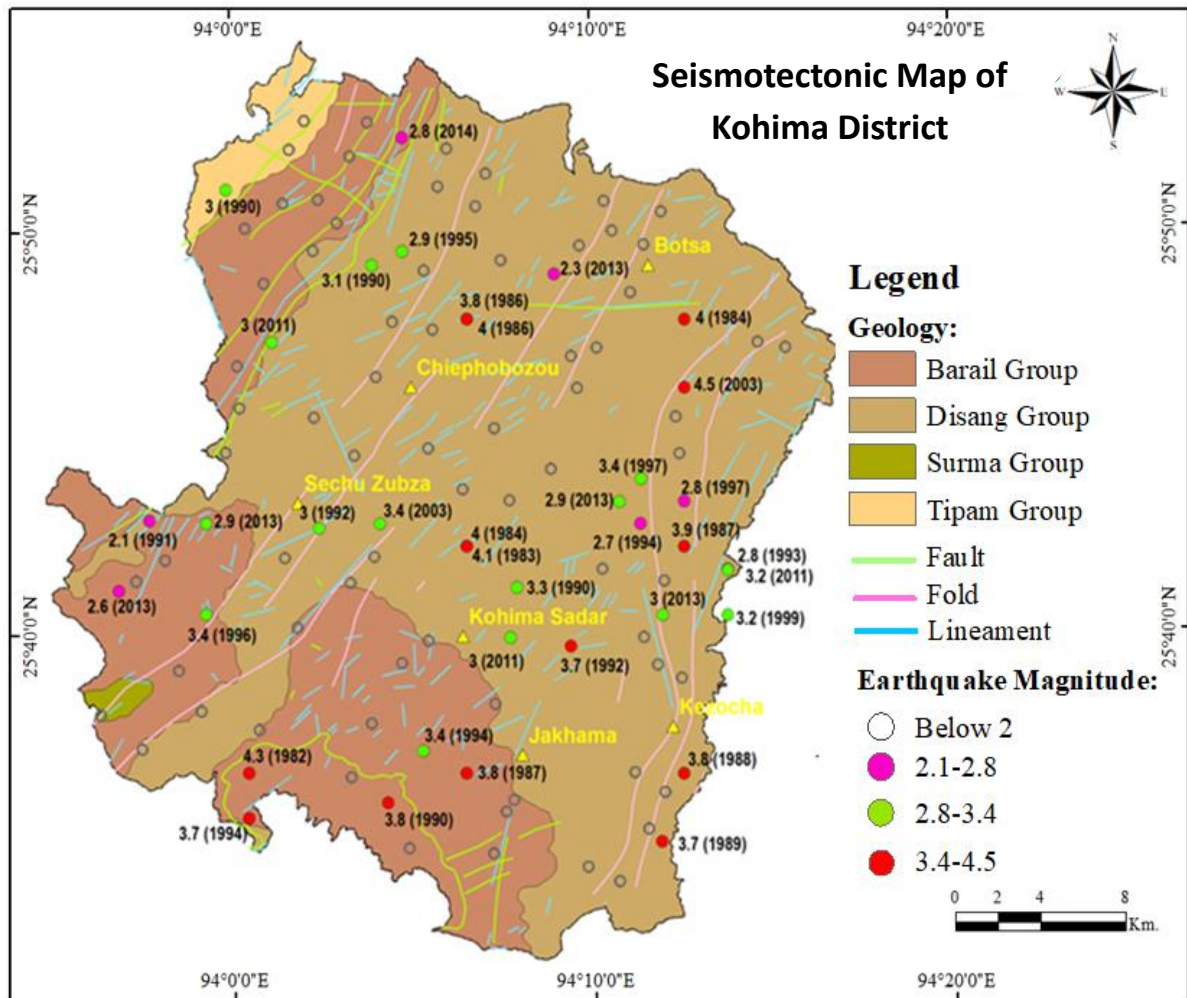 94°0'0"E
94°10'0"E
94°20'0"E
Seismotectonic Map of
Kohima District
N
W
E
S
25°50'0"N
25°50'0"N
2.8 (2014)
3 (1990)
2.9 (1995)
3.1 (1990)
Botsa
2.3 (2013)
3.8 (1986)
4 (1986)
4 (1984)
3 (2011)
Chiephobozou
4.5 (2003)
3.4 (1997)
2.8 (1997)
2.9 (2013)
Sechu Zubza
3 (1992)
3.4 (2003)
2.9 (2013)
2.1 (1991)
4 (1984)
4.1 (1983)
2.7 (1994)
3.9 (1987)
2.8 (1993)
3.2 (2011)
3.3 (1990)
2.6 (2013)
3 (2013)
3.2 (1999)
3.4 (1996)
Kohima Sadar
3 (2011)
3.7 (1992)
25°40'0"N
25°40'0"N
Kezocha
Jakhama
3.4 (1994)
4.3 (1982)
3.8 (1987)
3.8 (1988)
3.8 (1990)
3.7 (1994)
3.7 (1989)
Legend
Geology:
Barail Group
Disang Group
Surma Group
Tipam Group
Fault
Fold
Lineament
Earthquake Magnitude:
Below 2
2.1-2.8
2.8-3.4
3.4-4.5
0 2 4 8
Km.
94°0'0"E
94°10'0"E
94°20'0"E